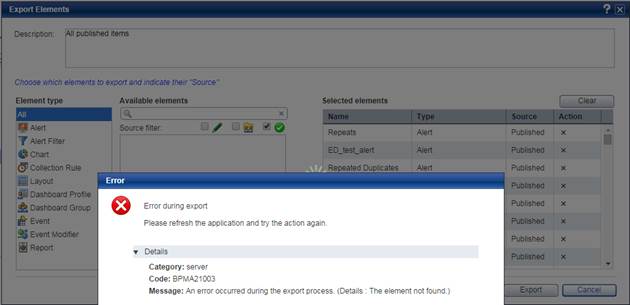 Export Elements
Description:
All published items
Choose which elements to export and indicate their "Source"
Element type
Available elements
Selected elements
Clear
All
Alert
Alert Filter
Chart
Collection Rule
Layout
Dashboard Profile
Dashboard Group
Event
Event Modifier
Report
Source filter:
Name Type Source Action
Repeats Alert Published ×
ED_test_alert Alert Published ×
Repeated Duplicates Alert Published ×
Published ×
Published ×
Published ×
Published ×
Error
Error during export
Please refresh the application and try the action again.
Details
Category: server
Code: BPMA21003
Message: An error occurred during the export process. (Details : The element not found.)
Export
Cancel